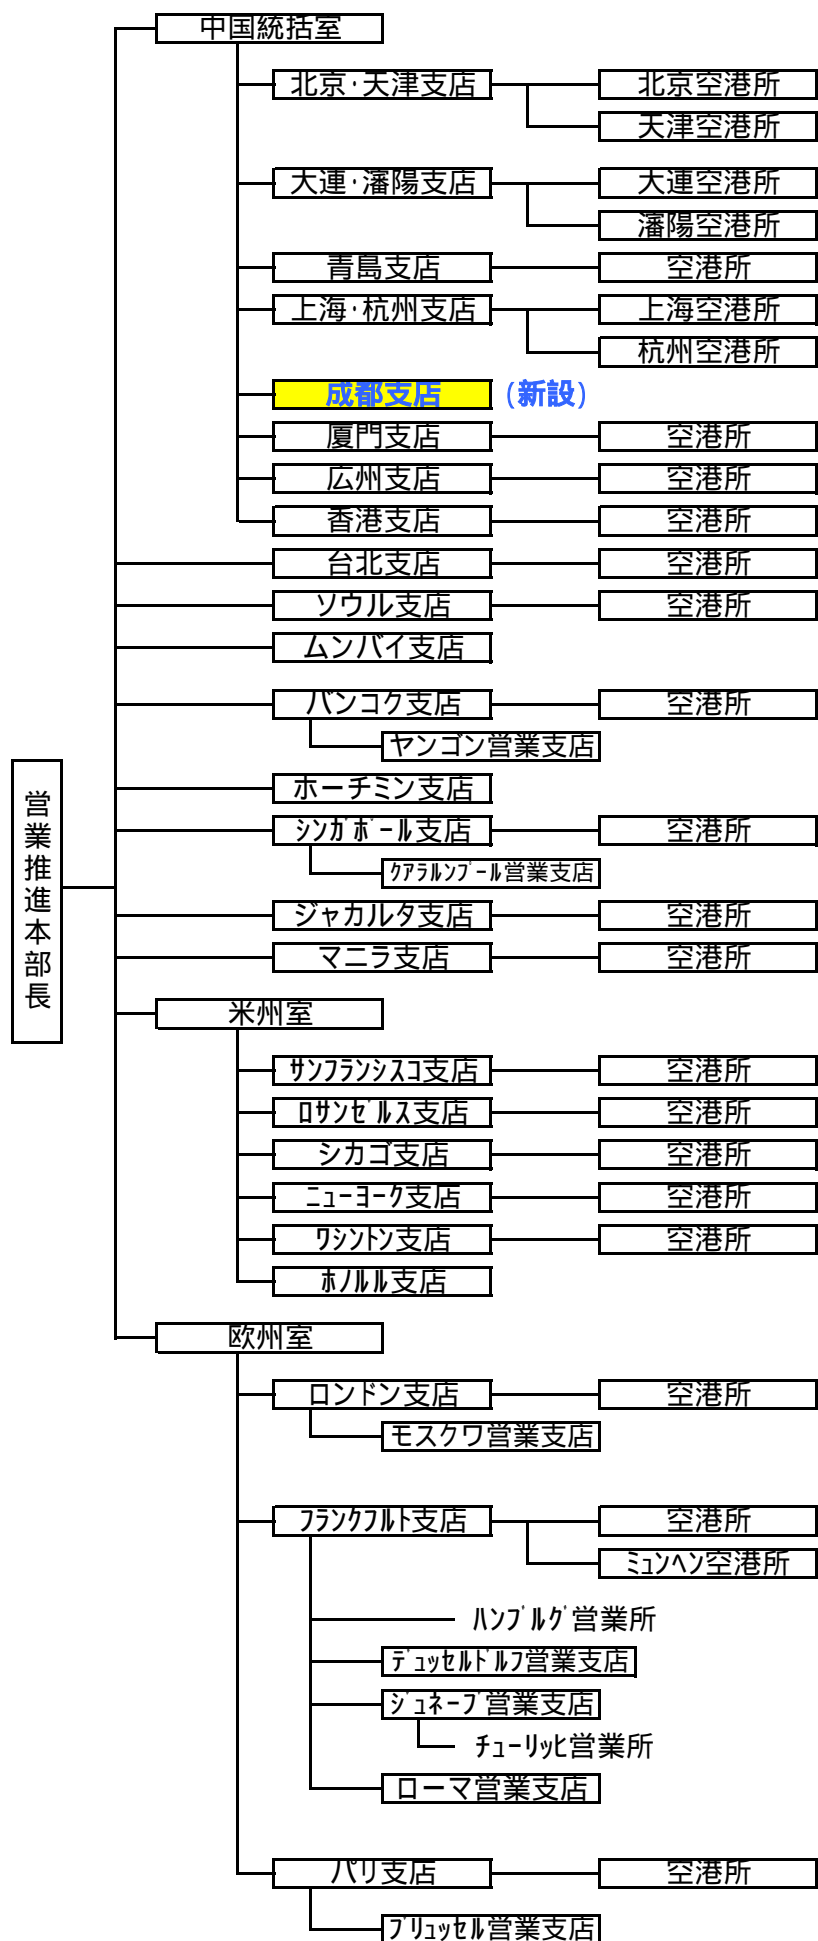 中国統括室
北京・天津支店 北京空港所
天津空港所
大連・瀋陽支店 大連空港所
瀋陽空港所
青島支店 空港所
上海・杭州支店 上海空港所
杭州空港所
成都支店 (新設)
厦門支店 空港所
広州支店 空港所
香港支店 空港所
台北支店 空港所
ソウル支店 空港所
ムンバイ支店
バンコク支店 空港所
ヤンゴン営業支店
営業推進本部長
ホーチミン支店
ｼﾝｶﾞﾎﾟｰﾙ支店 空港所
ｸｱﾗﾙﾝﾌﾟｰﾙ営業支店
ジャカルタ支店 空港所
マニラ支店 空港所
米州室
ｻﾝﾌﾗﾝｼｽｺ支店 空港所
ﾛｻﾝｾﾞﾙｽ支店 空港所
シカゴ支店 空港所
ﾆｭｰﾖｰｸ支店 空港所
ﾜｼﾝﾄﾝ支店 空港所
ﾎﾉﾙﾙ支店
欧州室
ロンドン支店 空港所
モスクワ営業支店
ﾌﾗﾝｸﾌﾙﾄ支店 空港所
ﾐｭﾝﾍﾝ空港所
ﾊﾝﾌﾞﾙｸﾞ営業所
ﾃﾞｭｯｾﾙﾄﾞﾙﾌ営業支店
ｼﾞｭﾈｰﾌﾞ営業支店
ﾁｭｰﾘｯﾋ営業所
ローマ営業支店
パリ支店 空港所
ﾌﾞﾘｭｯｾﾙ営業支店